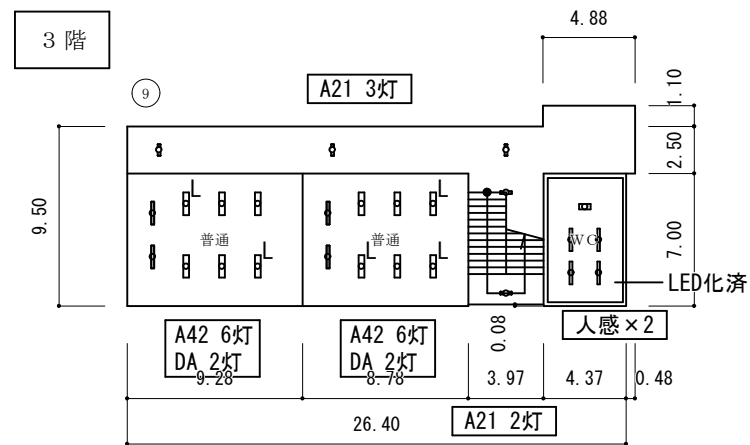 3 階
4.88
9
A21 3灯
1.10
2.50
9.50
7.00
L
L
普通
普通
WC
L
L
L
LED化済
A42 6灯
DA 2灯
A42 6灯
DA 2灯
0.08
人感×2
9.28
8.78
3.97
4.37
0.48
26.40
A21 2灯